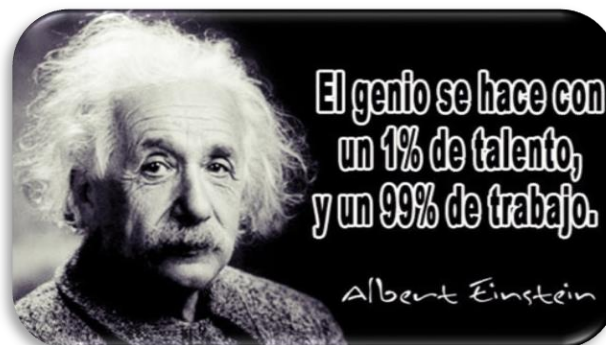 El genio se hace con
un 1% de talento,
y un 99% de trabajo.
Albert Einstein